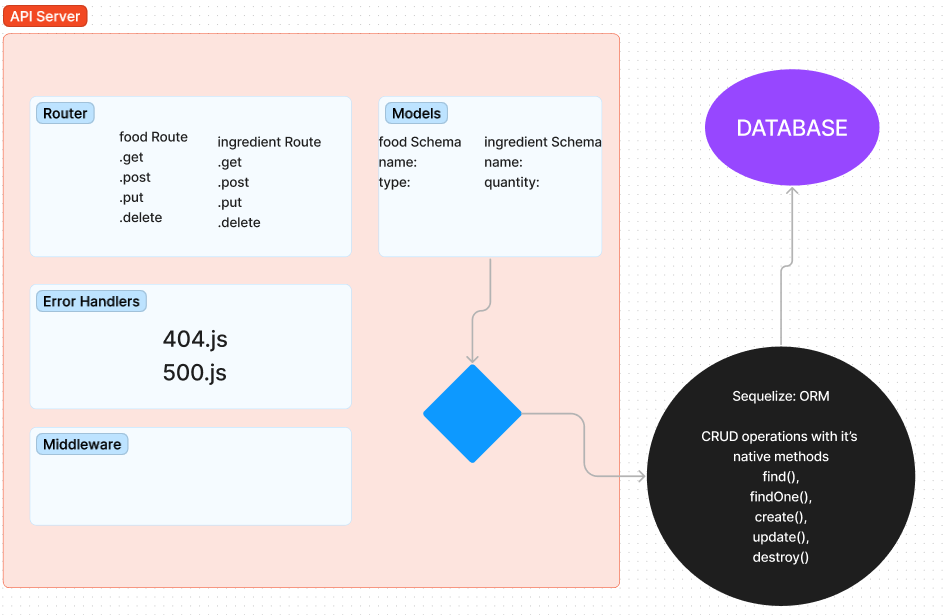 API Server
Router
food Route
.get
.post
.put
.delete
ingredient Route
.get
.post
.put
.delete
Models
food Schema
name:
type:
ingredient Schema
name:
quantity:
Error Handlers
404.js
500.js
Middleware
DATABASE
Sequelize: ORM
CRUD operations with it's
native methods
find(),
findOne(),
create(),
update(),
destroy()